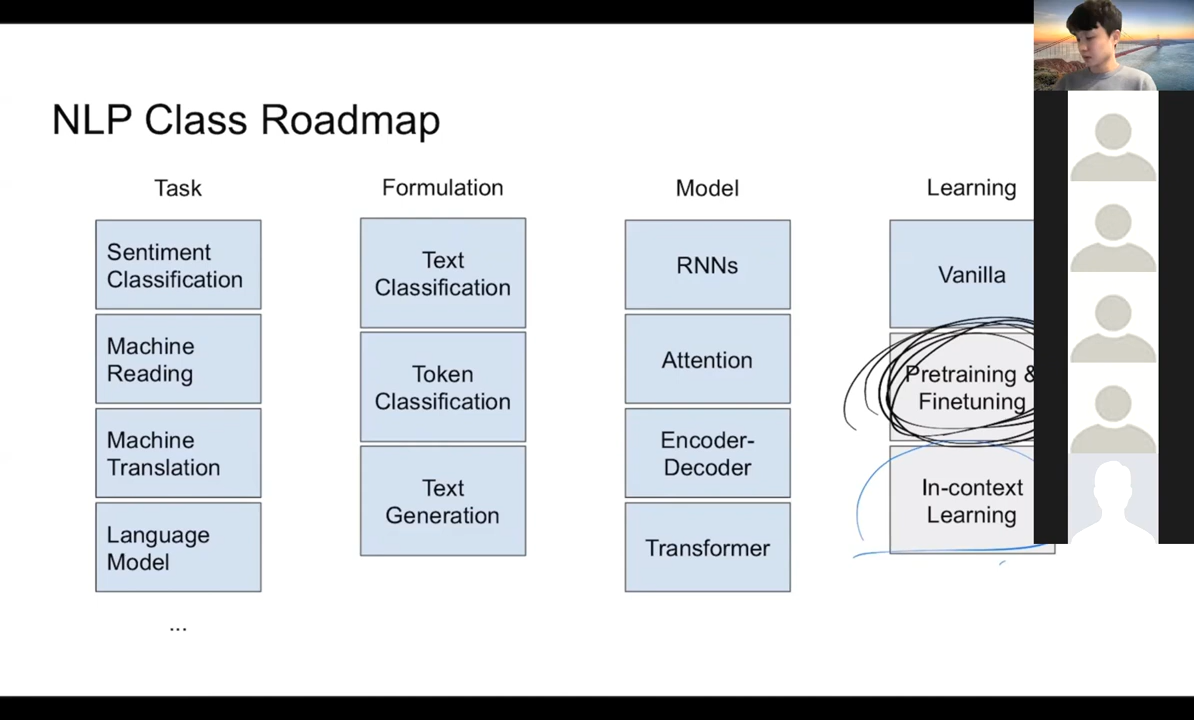 NLP Class Roadmap
Task
Sentiment
Classification
Machine
Reading
Machine
Translation
Language
Model
...
Formulation
Text
Classification
Token
Classification
Text
Generation
Model
RNNs
Attention
Encoder-
Decoder
Transformer
Learning
Vanilla
Pretraining &
Finetuning
In-context
Learning